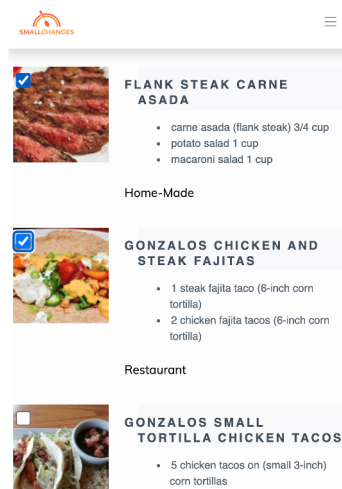 SMALLCHANGES
FLANK STEAK CARNE
ASADA
• carne asada (flank steak) 3/4 cup
• potato salad 1 cup
• macaroni salad 1 cup
Home-Made
GONZALOS CHICKEN AND
STEAK FAJITAS
• 1 steak fajita taco (6-inch corn
tortilla)
• 2 chicken fajita tacos (6-inch corn
tortilla)
Restaurant
GONZALOS SMALL
TORTILLA CHICKEN TACOS
• 5 chicken tacos on (small 3-inch)
corn tortillas